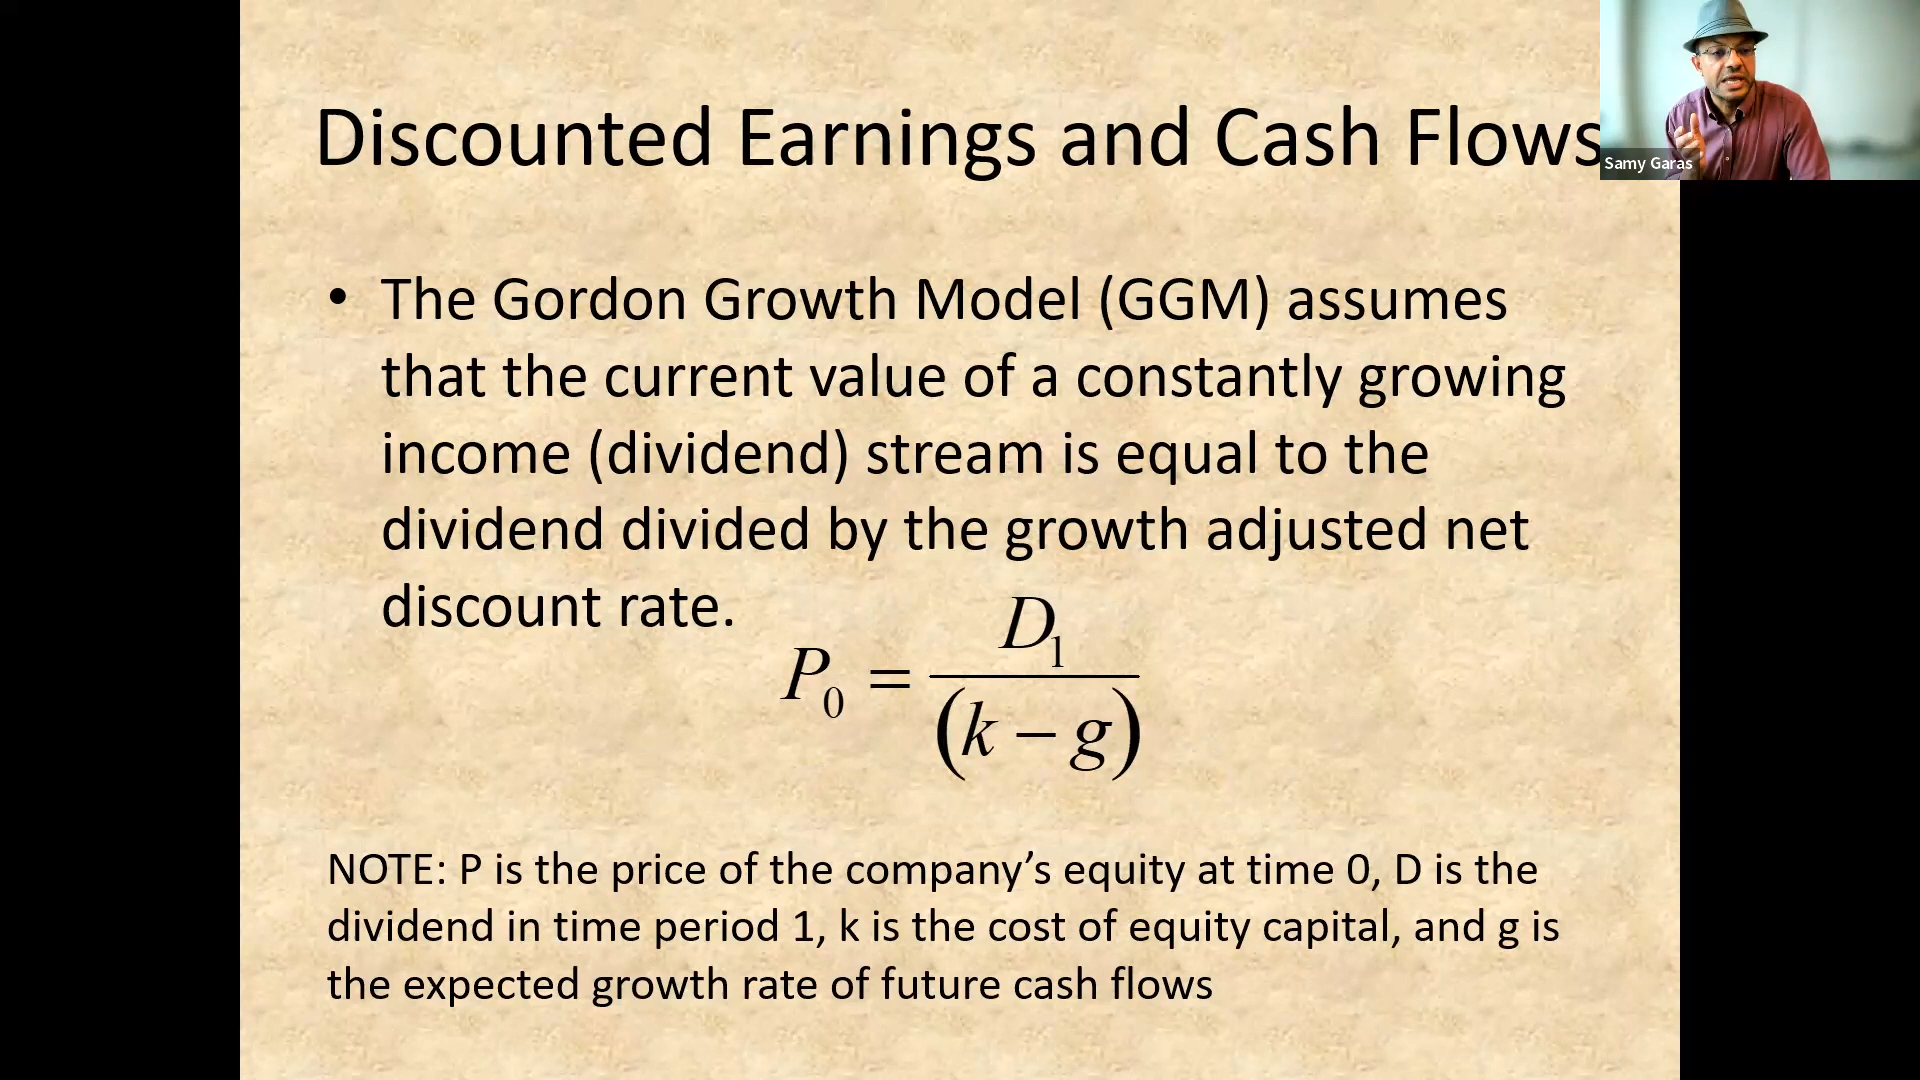 Discounted Earnings and Cash Flows
Samy Garas
• The Gordon Growth Model (GGM) assumes
that the current value of a constantly growing
income (dividend) stream is equal to the
dividend divided by the growth adjusted net
discount rate.
P₀ = D₁ / (k − g)
NOTE: P is the price of the company’s equity at time 0, D is the
dividend in time period 1, k is the cost of equity capital, and g is
the expected growth rate of future cash flows